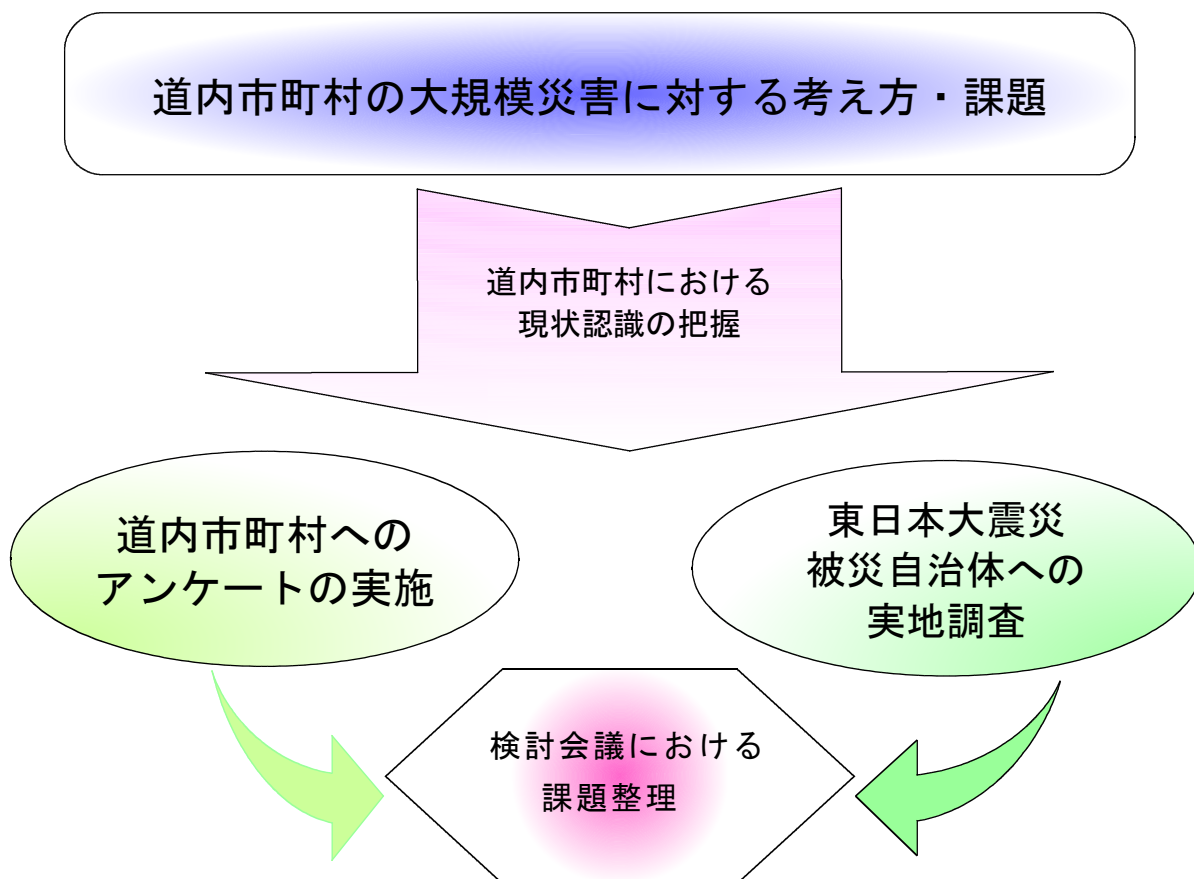 道内市町村の大規模災害に対する考え方・課題
道内市町村における
現状認識の把握
道内市町村への
アンケートの実施
東日本大震災
被災自治体への
実地調査
検討会議における
課題整理